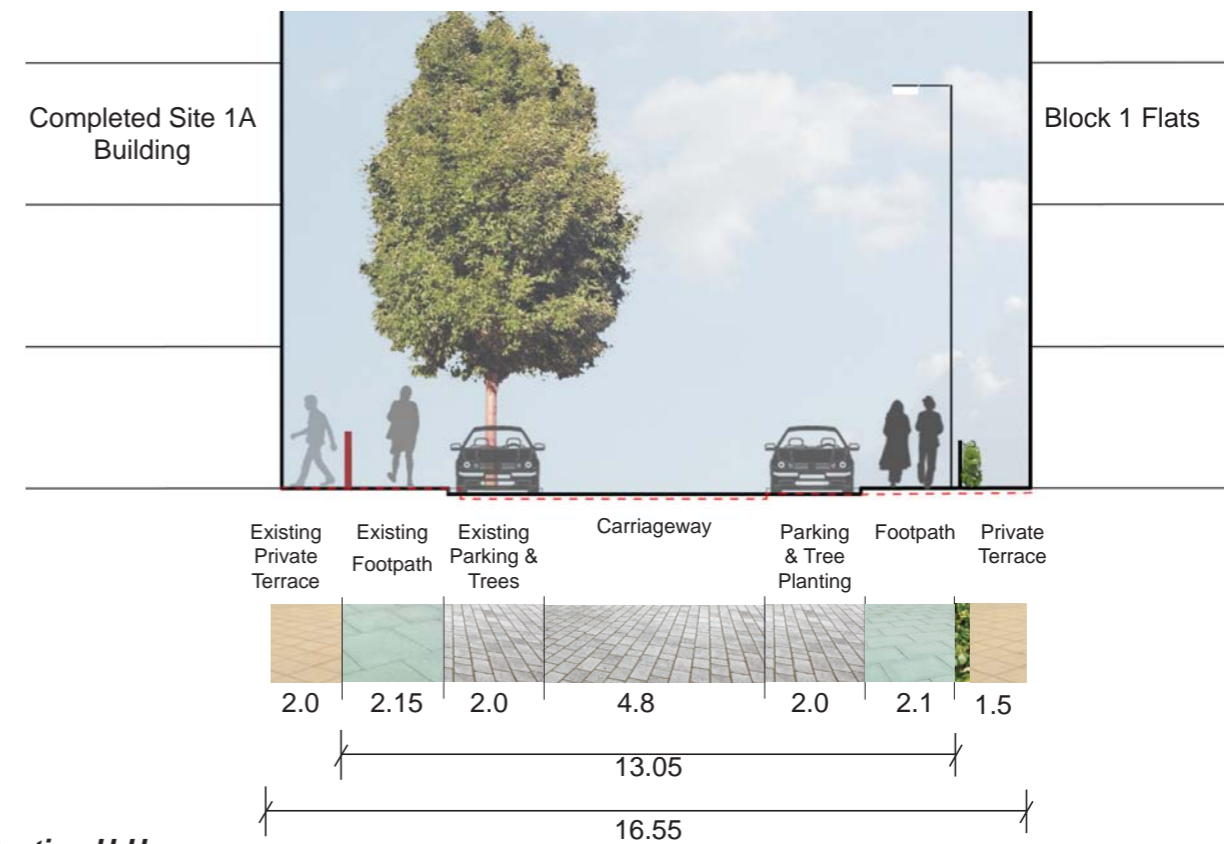 Completed Site 1A
Building
Block 1 Flats
Existing
Private
Terrace
Existing
Footpath
Existing
Parking &
Trees
Carriageway
Parking
& Tree
Planting
Footpath
Private
Terrace
2.0
2.15
2.0
4.8
2.0
2.1
1.5
13.05
16.55